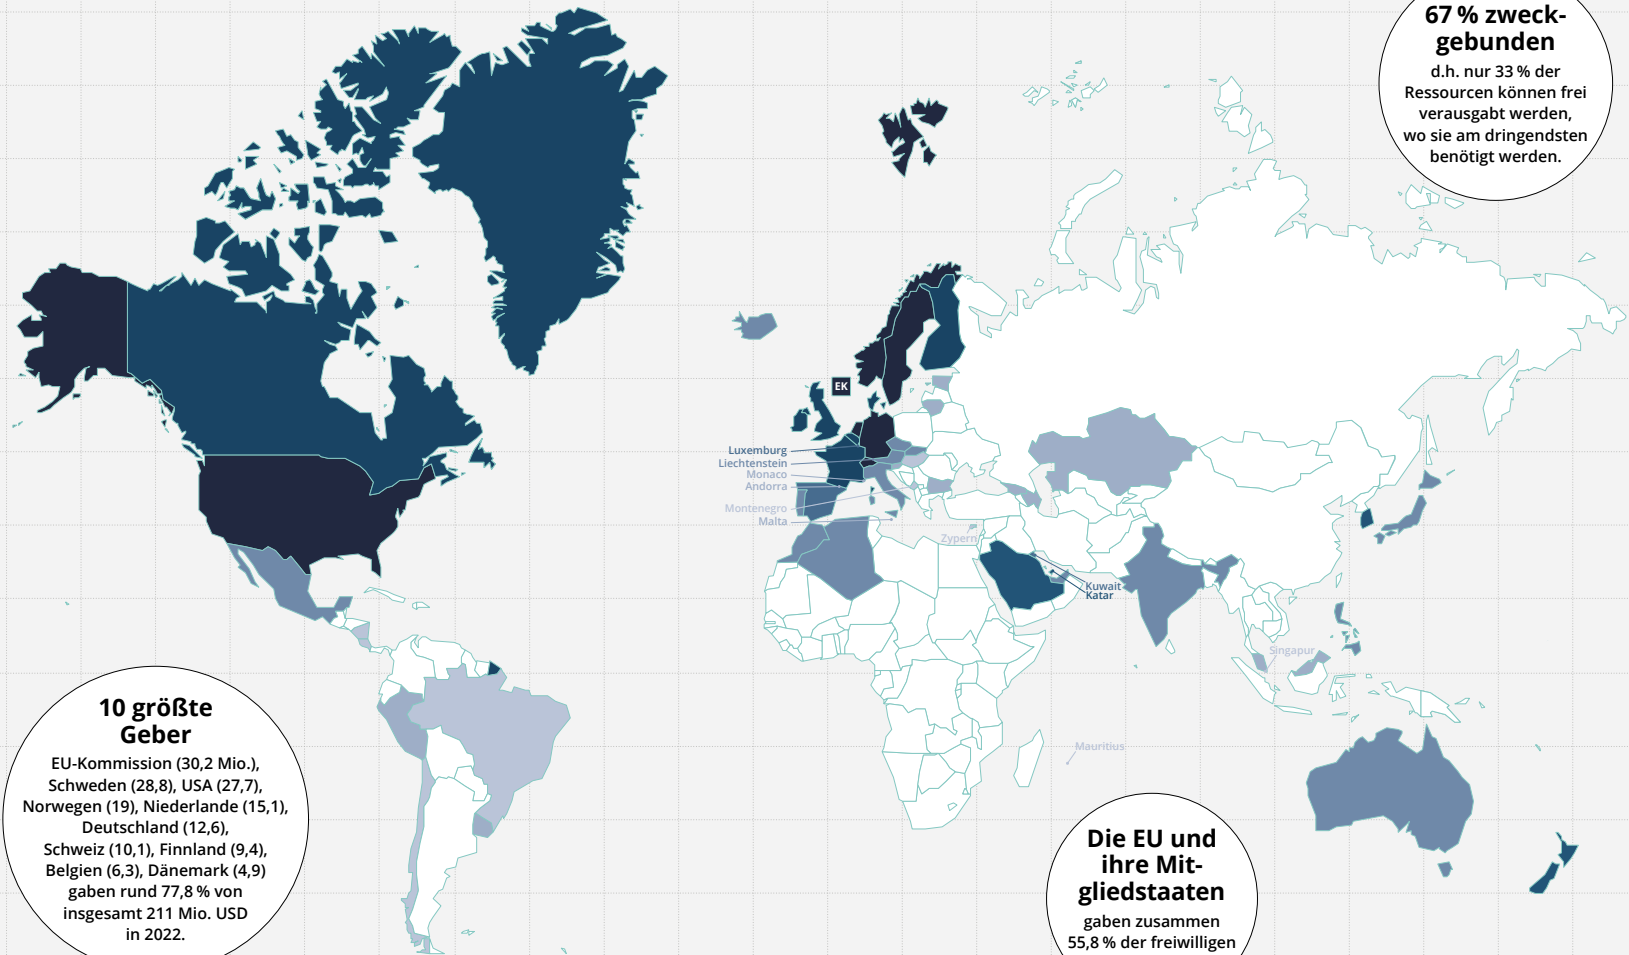 67 % zweck-
gebunden
d.h. nur 33 % der
Ressourcen können frei
verausgabt werden,
wo sie am dringendsten
benötigt werden.
EK
Luxemburg
Liechtenstein
Monaco
Andorra
Montenegro
Malta
Zypern
Kuwait
Katar
Singapur
Mauritius
10 größte
Geber
EU-Kommission (30,2 Mio.),
Schweden (28,8), USA (27,7),
Norwegen (19), Niederlande (15,1),
Deutschland (12,6),
Schweiz (10,1), Finnland (9,4),
Belgien (6,3), Dänemark (4,9)
gaben rund 77,8 % von
insgesamt 211 Mio. USD
in 2022.
Die EU und
ihre Mit-
gliedstaaten
gaben zusammen
55,8 % der freiwilligen